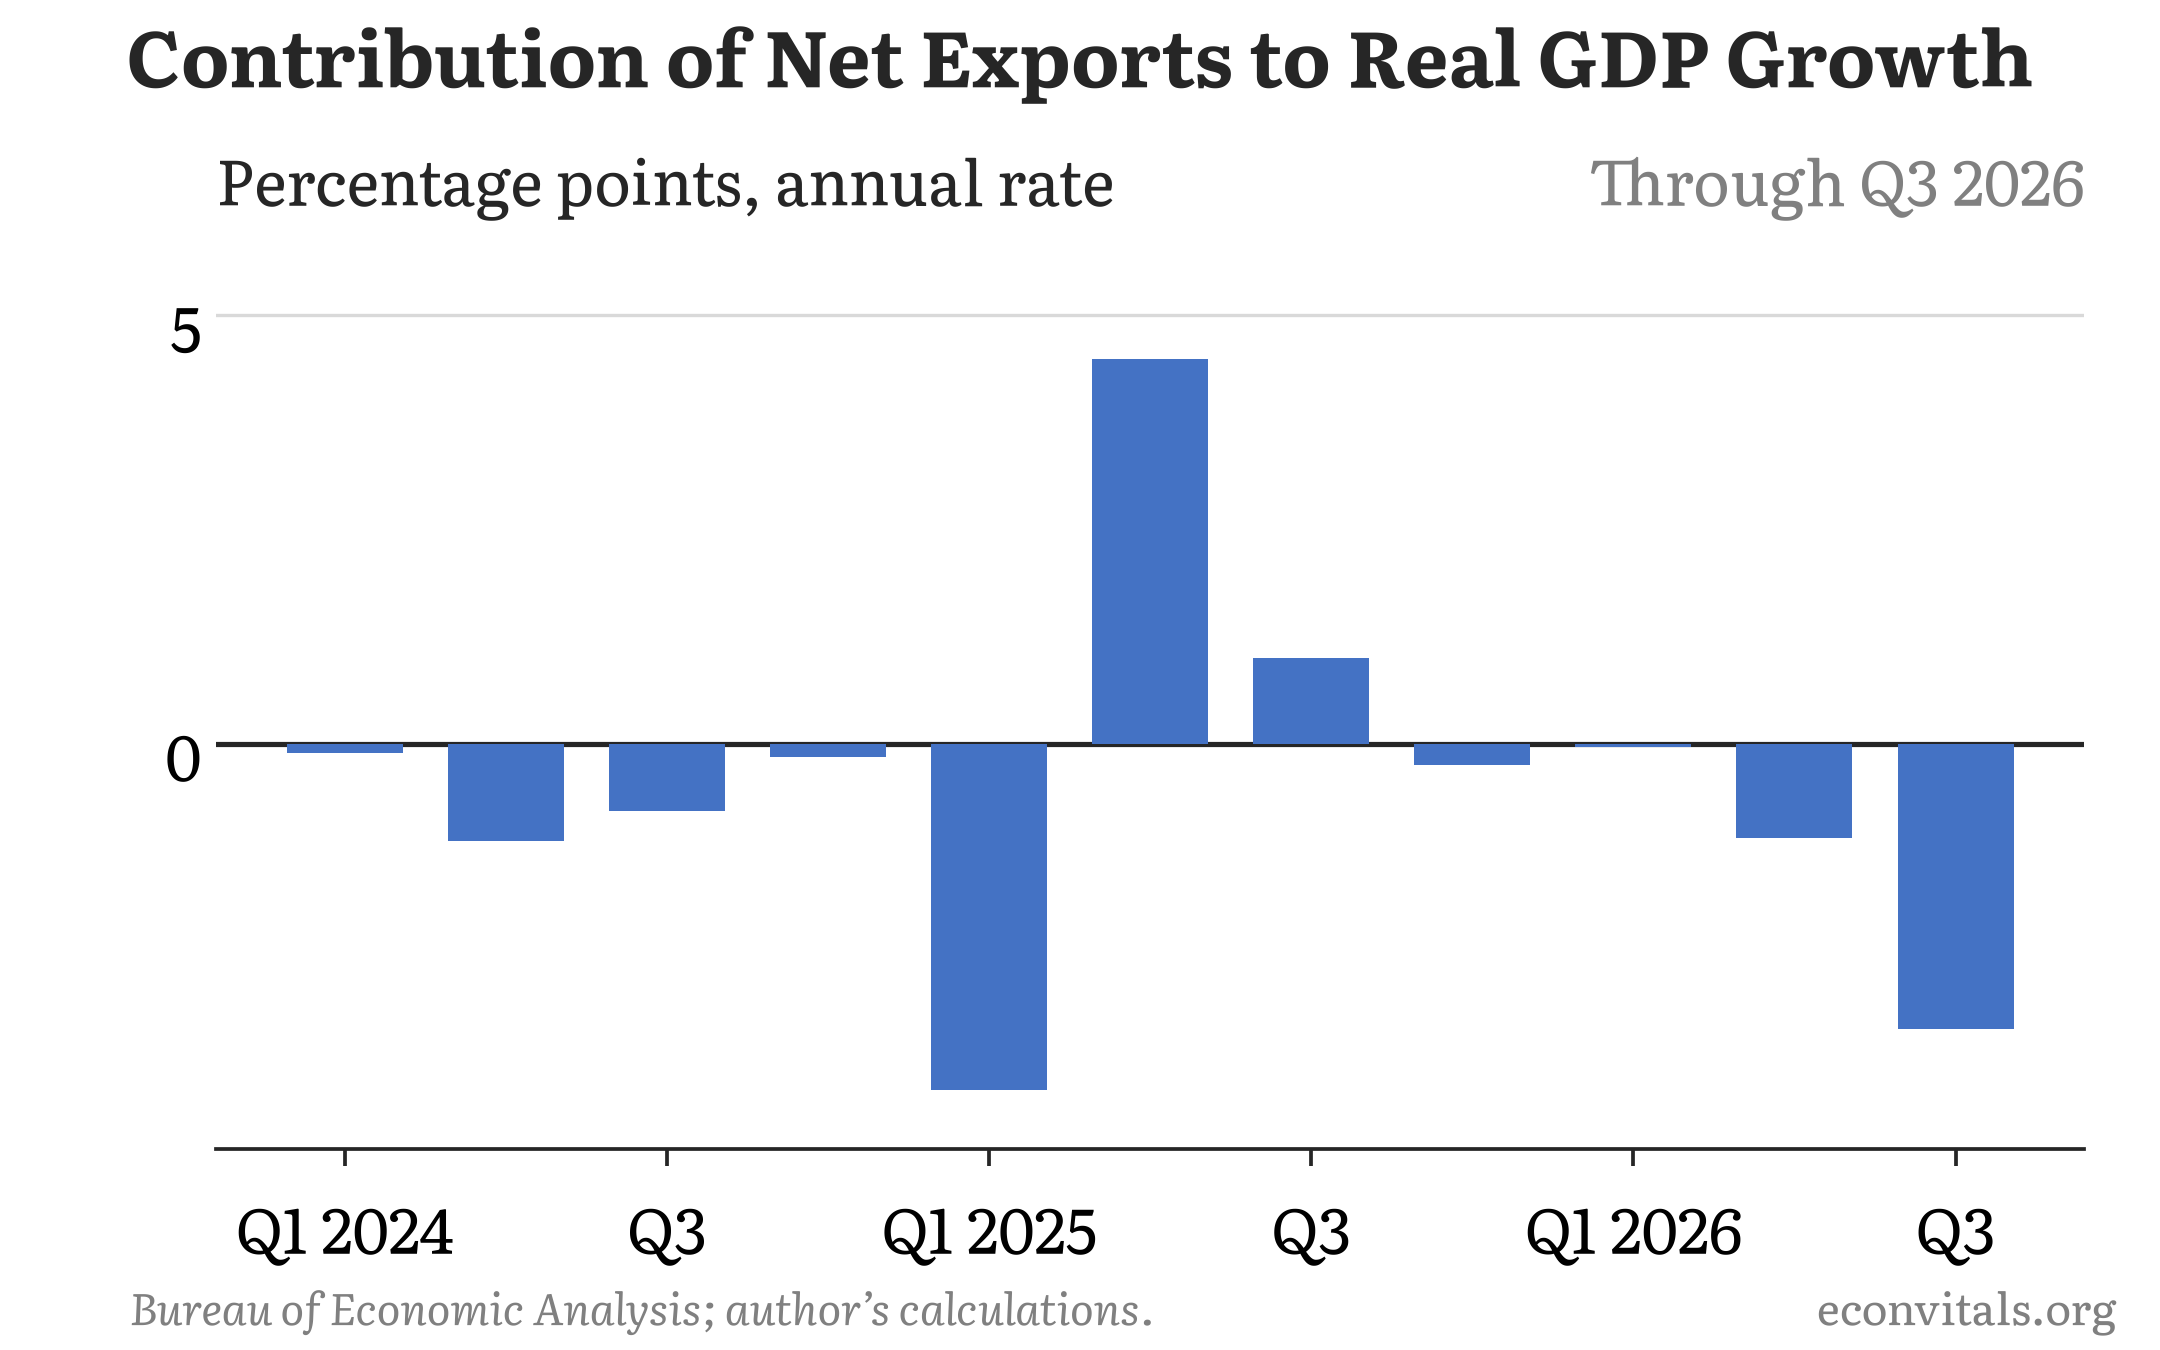 Contribution of Net Exports to Real GDP Growth
Percentage points, annual rate
Through Q3 2026
5
0
Q1 2024
Q3
Q1 2025
Q3
Q1 2026
Q3
Bureau of Economic Analysis; author’s calculations.
econvitals.org